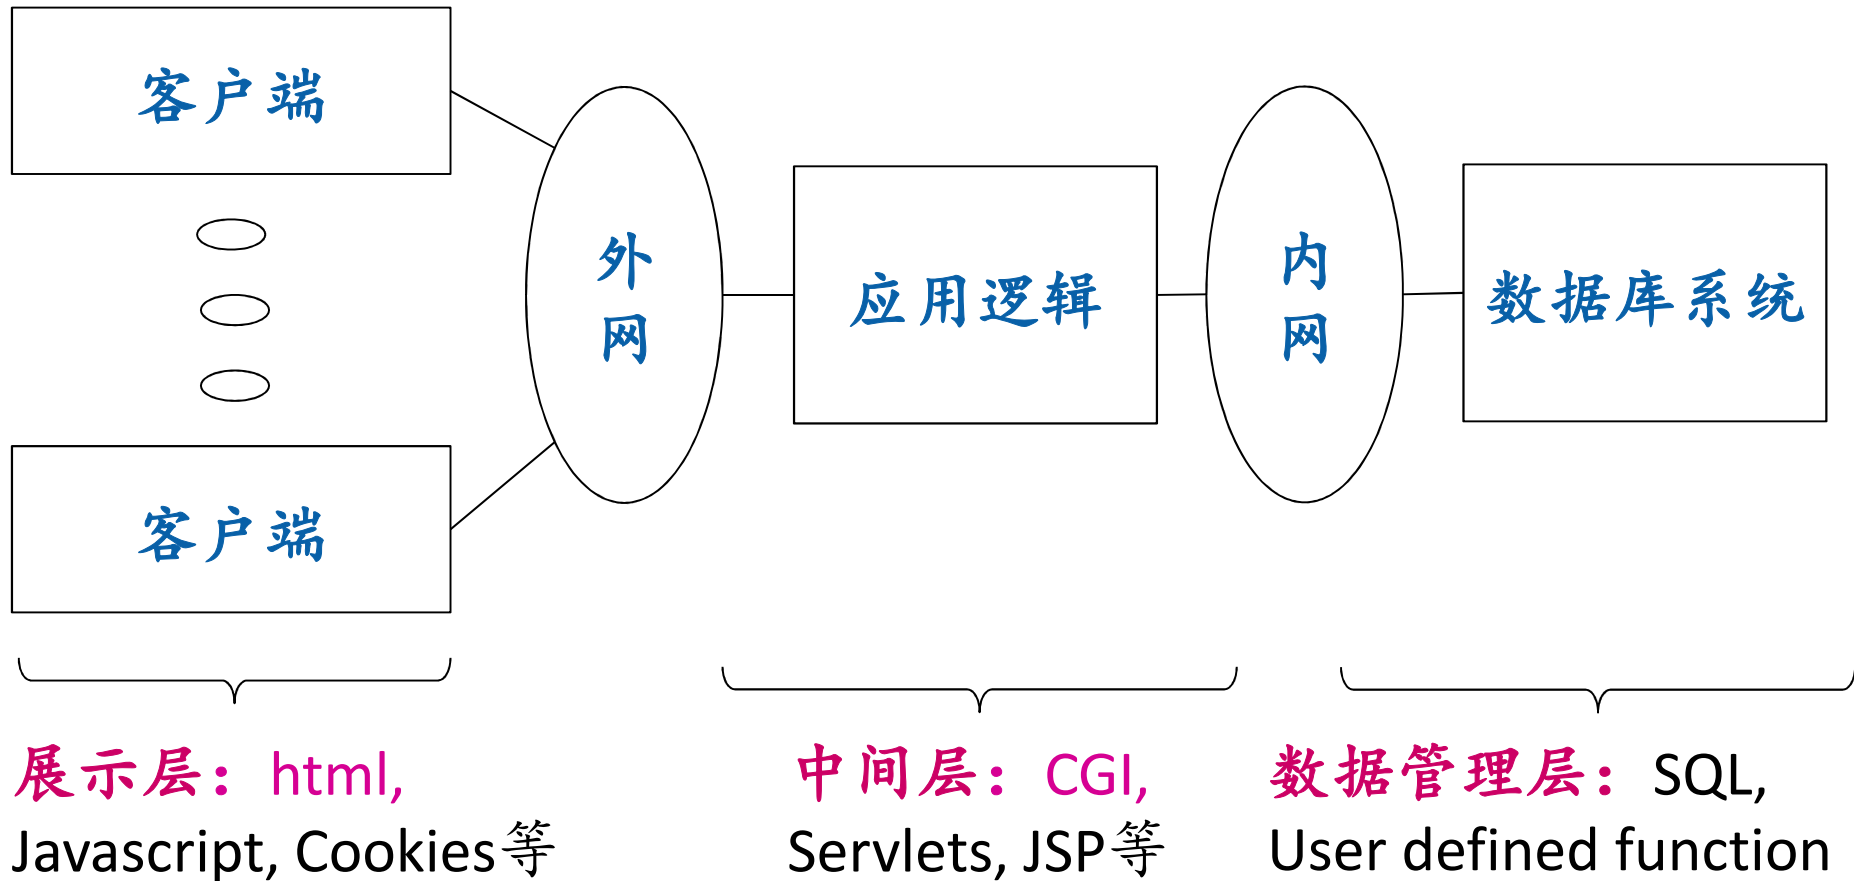 客户端
客户端
外
网
应用逻辑
内
网
数据库系统
展示层：html,
Javascript, Cookies等
中间层：CGI,
Servlets, JSP等
数据管理层：SQL,
User defined function